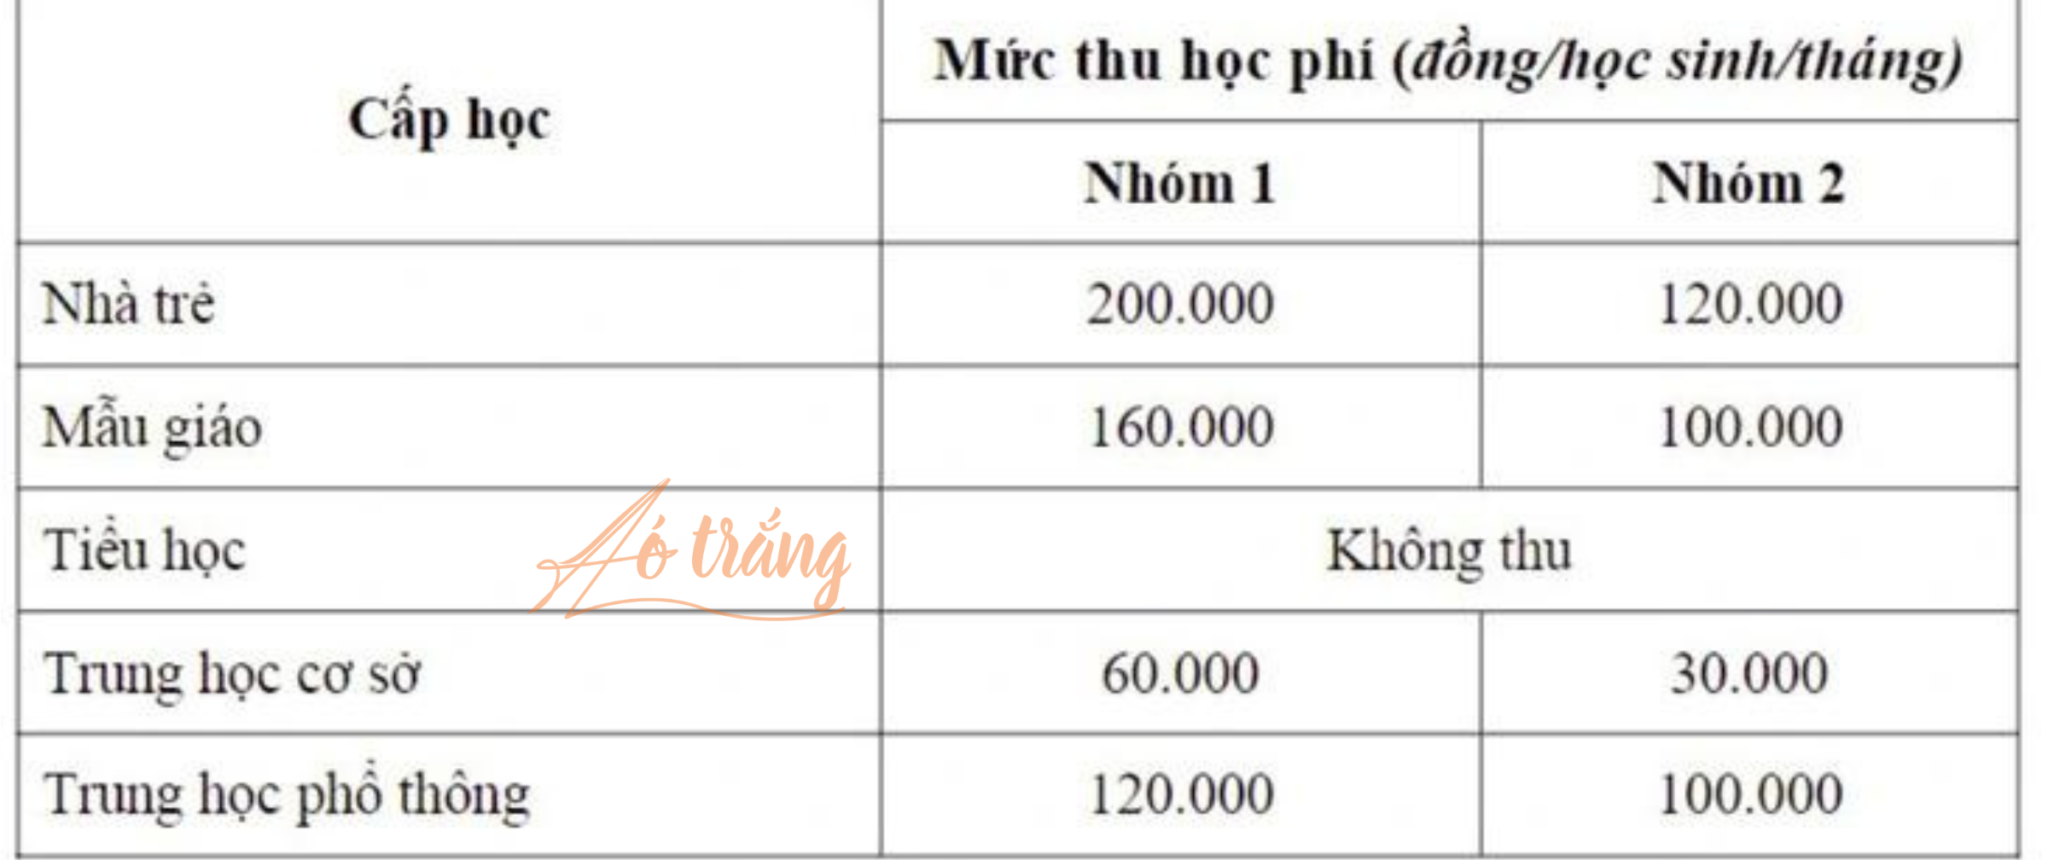 Cấp học
Mức thu học phí (đồng/học sinh/tháng)
Nhóm 1
Nhóm 2
Nhà trẻ
200.000
120.000
Mẫu giáo
160.000
100.000
Tiểu học
Không thu
Áo trắng
Trung học cơ sở
60.000
30.000
Trung học phổ thông
120.000
100.000